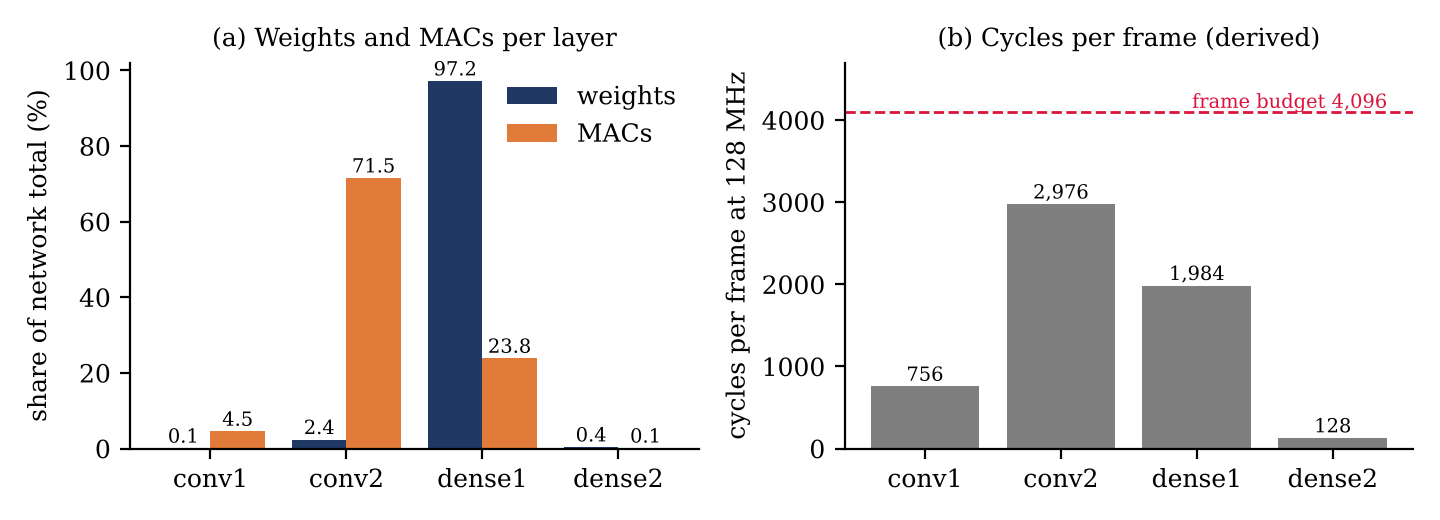 (a) Weights and MACs per layer
share of network total (%)
100
80
60
40
20
0
weights
MACs
0.1
4.5
2.4
71.5
97.2
23.8
0.4
0.1
conv1
conv2
dense1
dense2
(b) Cycles per frame (derived)
cycles per frame at 128 MHz
4000
3000
2000
1000
0
frame budget 4,096
756
2,976
1,984
128
conv1
conv2
dense1
dense2